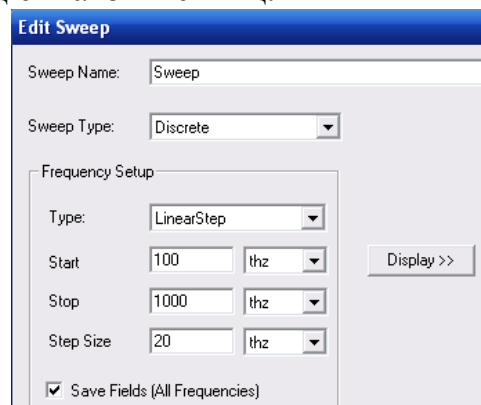 Edit Sweep
Sweep Name: Sweep
Sweep Type: Discrete
Frequency Setup
Type: LinearStep
Start 100 thz
Display >>
Stop 1000 thz
Step Size 20 thz
Save Fields (All Frequencies)